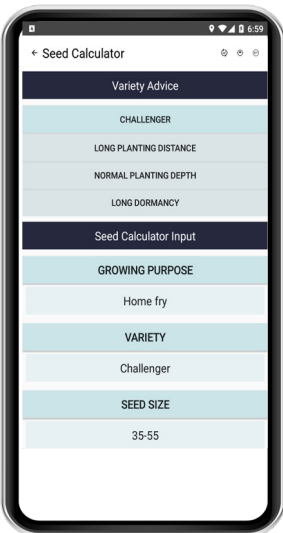 6:59
Seed Calculator
Variety Advice
CHALLENGER
LONG PLANTING DISTANCE
NORMAL PLANTING DEPTH
LONG DORMANCY
Seed Calculator Input
GROWING PURPOSE
Home fry
VARIETY
Challenger
SEED SIZE
35-55